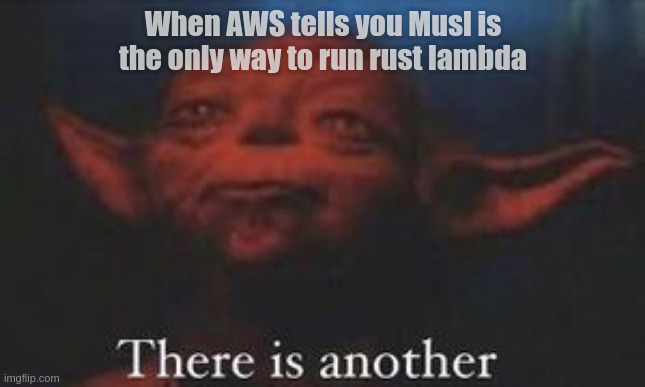 When AWS tells you Musl is
the only way to run rust lambda
There is another
imgflip.com